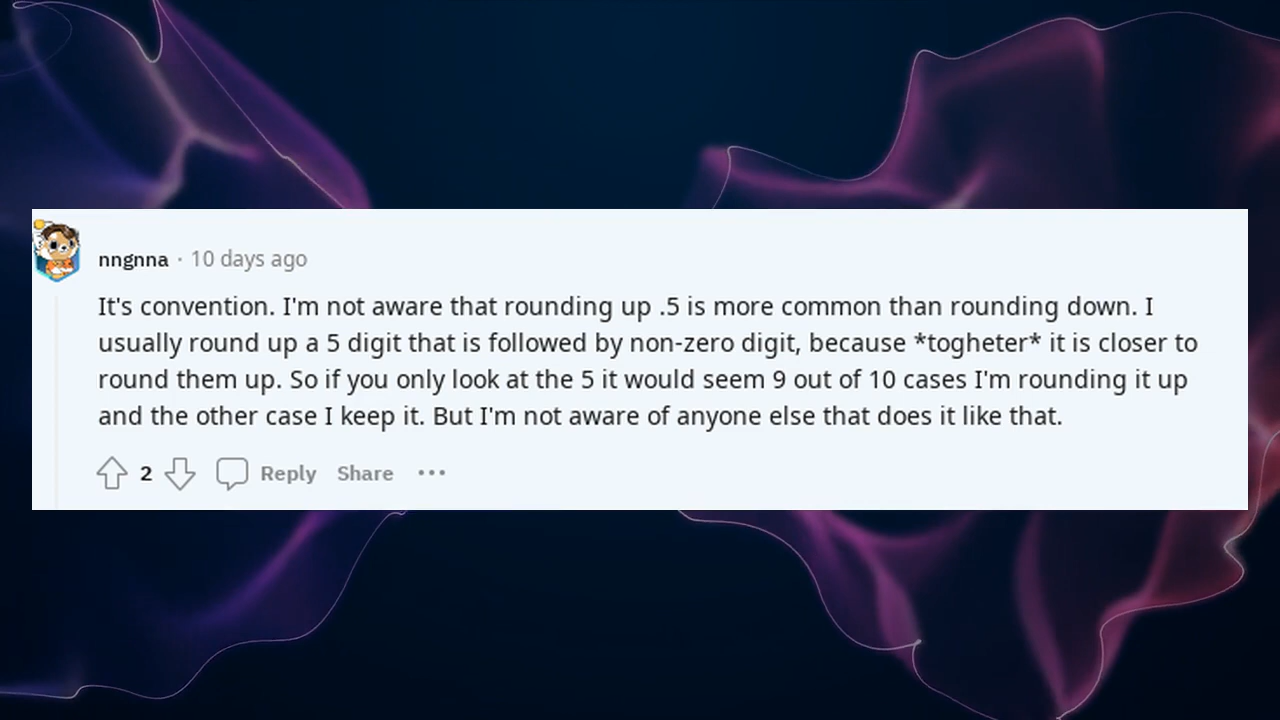 nngnna · 10 days ago
It's convention. I'm not aware that rounding up .5 is more common than rounding down. I
usually round up a 5 digit that is followed by non-zero digit, because *togheter* it is closer to
round them up. So if you only look at the 5 it would seem 9 out of 10 cases I'm rounding it up
and the other case I keep it. But I'm not aware of anyone else that does it like that.
2 Reply Share ···